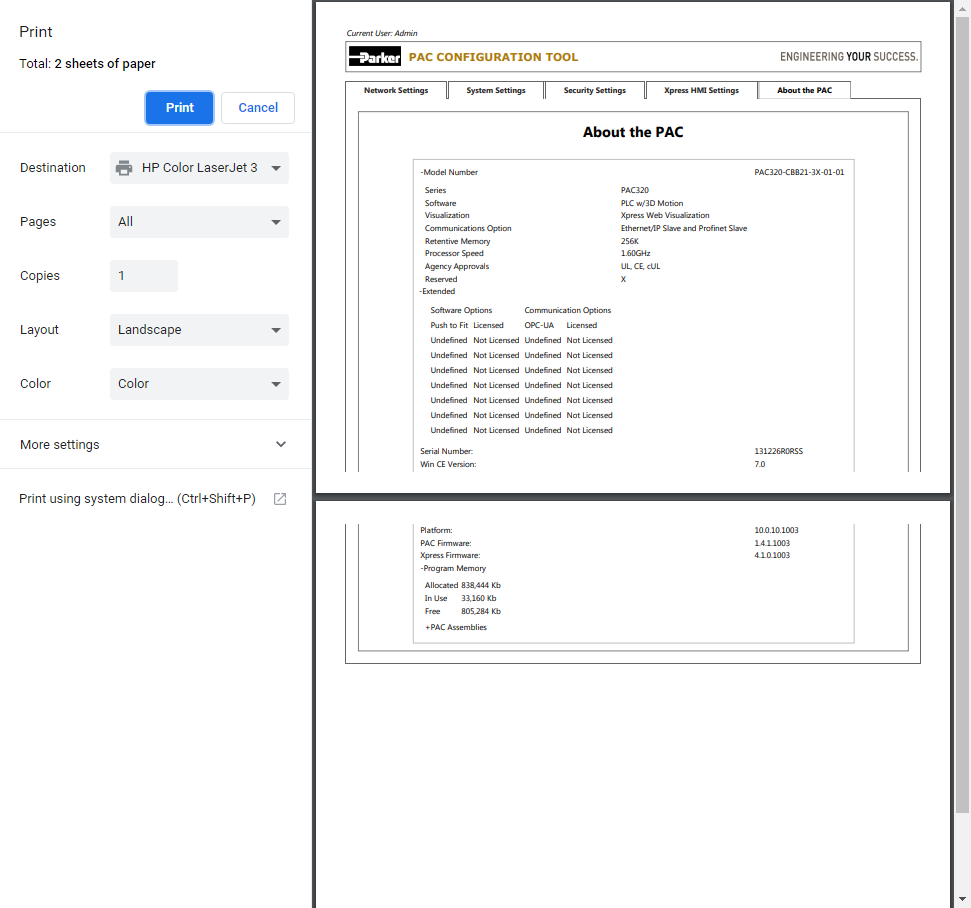 Print
Total: 2 sheets of paper
Print Cancel
Destination HP Color LaserJet 3
Pages All
Copies 1
Layout Landscape
Color Color
More settings
Print using system dialog... (Ctrl+Shift+P)
Current User: Admin
Parker PAC CONFIGURATION TOOL ENGINEERING YOUR SUCCESS.
Network Settings System Settings Security Settings Xpress HMI Settings About the PAC
About the PAC
-Model Number PAC320-CBB21-3X-01-01
Series PAC320
Software PLC w/3D Motion
Visualization Xpress Web Visualization
Communications Option Ethernet/IP Slave and Profinet Slave
Retentive Memory 256K
Processor Speed 1.60GHz
Agency Approvals UL, CE, cUL
Reserved X
-Extended
Software Options Communication Options
Push to Fit Licensed OPC-UA Licensed
Undefined Not Licensed Undefined Not Licensed
Undefined Not Licensed Undefined Not Licensed
Undefined Not Licensed Undefined Not Licensed
Undefined Not Licensed Undefined Not Licensed
Undefined Not Licensed Undefined Not Licensed
Undefined Not Licensed Undefined Not Licensed
Undefined Not Licensed Undefined Not Licensed
Serial Number: 131226R0RSS
Win CE Version: 7.0
Platform: 10.0.10.1003
PAC Firmware: 1.4.1.1003
Xpress Firmware: 4.1.0.1003
-Program Memory
Allocated 838,444 Kb
In Use 33,160 Kb
Free 805,284 Kb
+PAC Assemblies